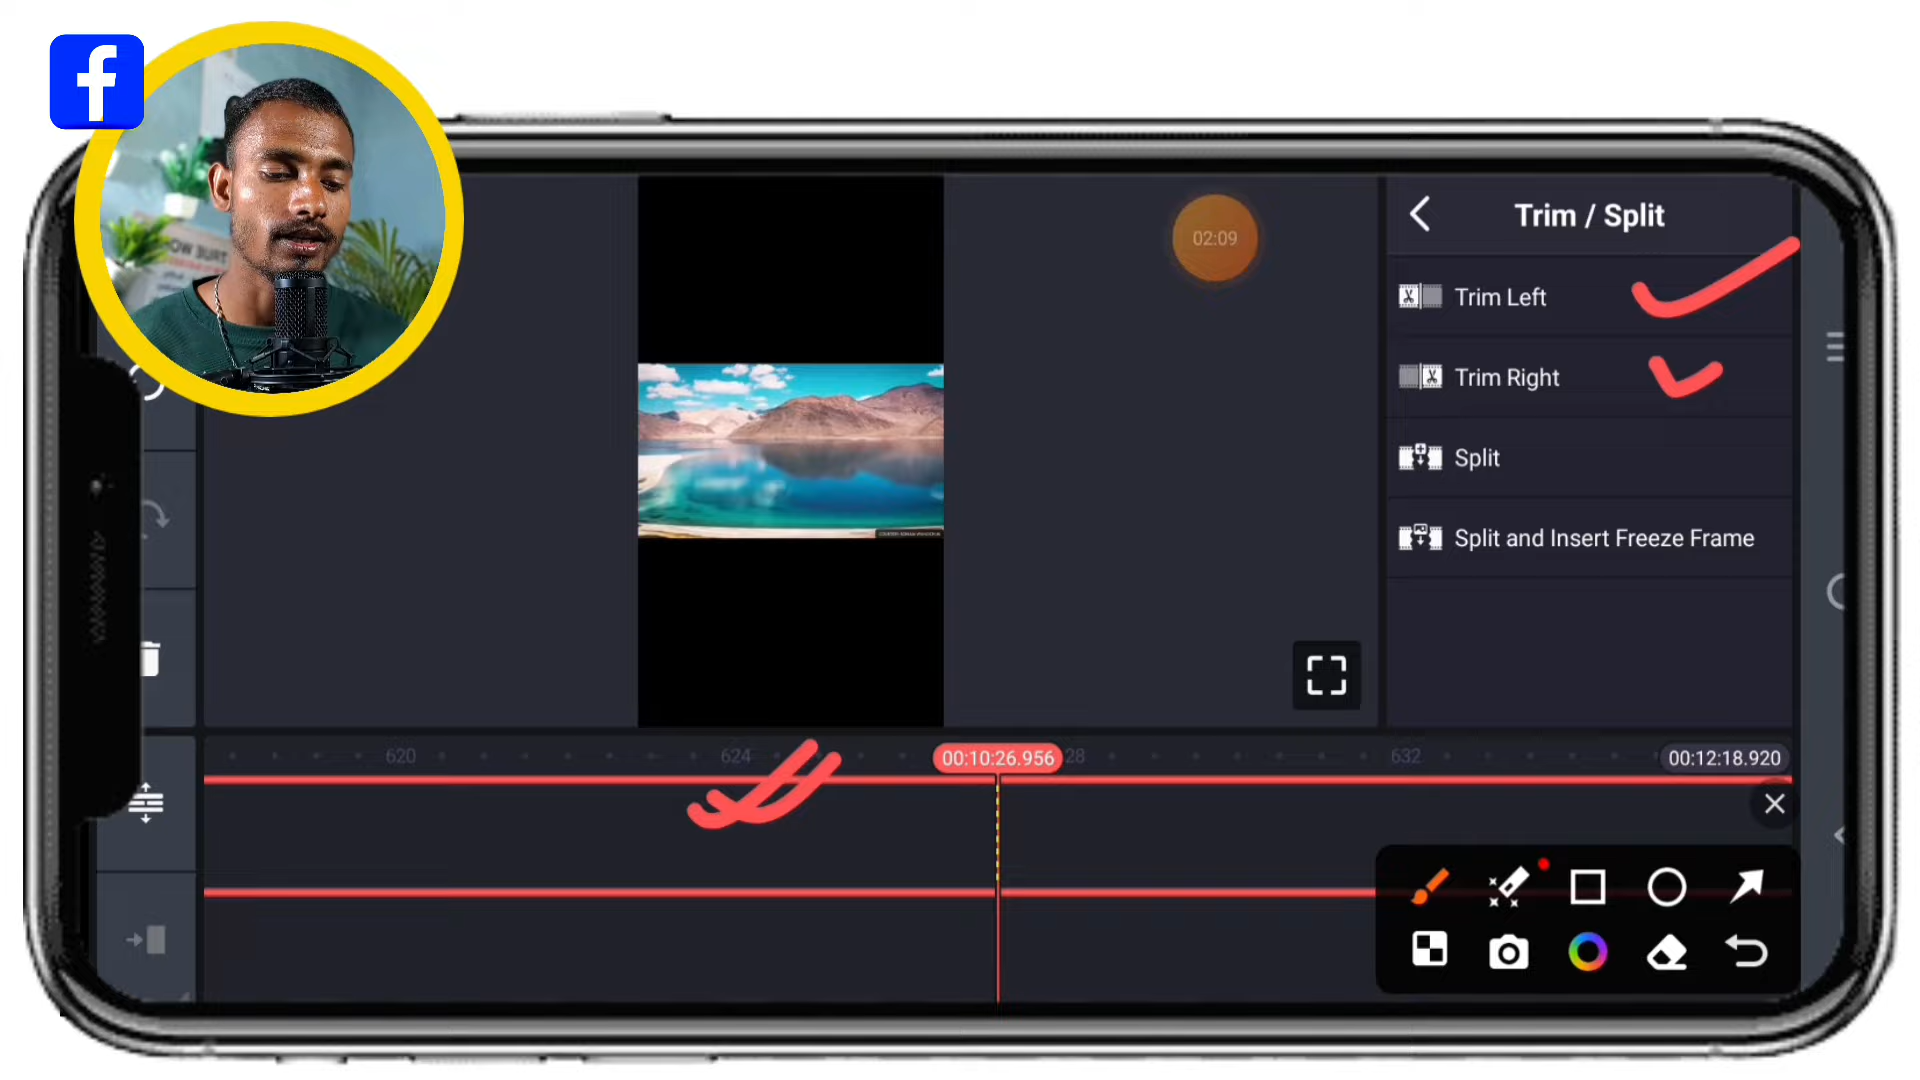 f
02:09
Trim / Split
Trim Left
Trim Right
Split
Split and Insert Freeze Frame
620
624
00:10:26.956
28
632
00:12:18.920